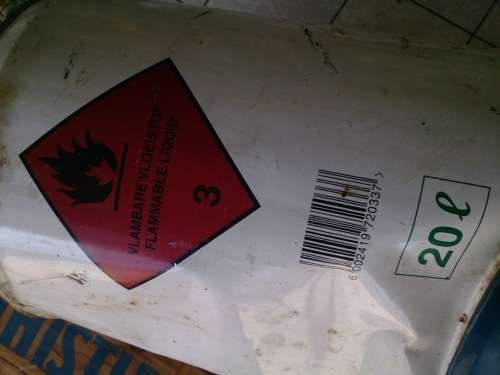 VLAMBARE VLOEISTOF
FLAMMABLE LIQUID
3
6 002419 720337 >
20 ℓ